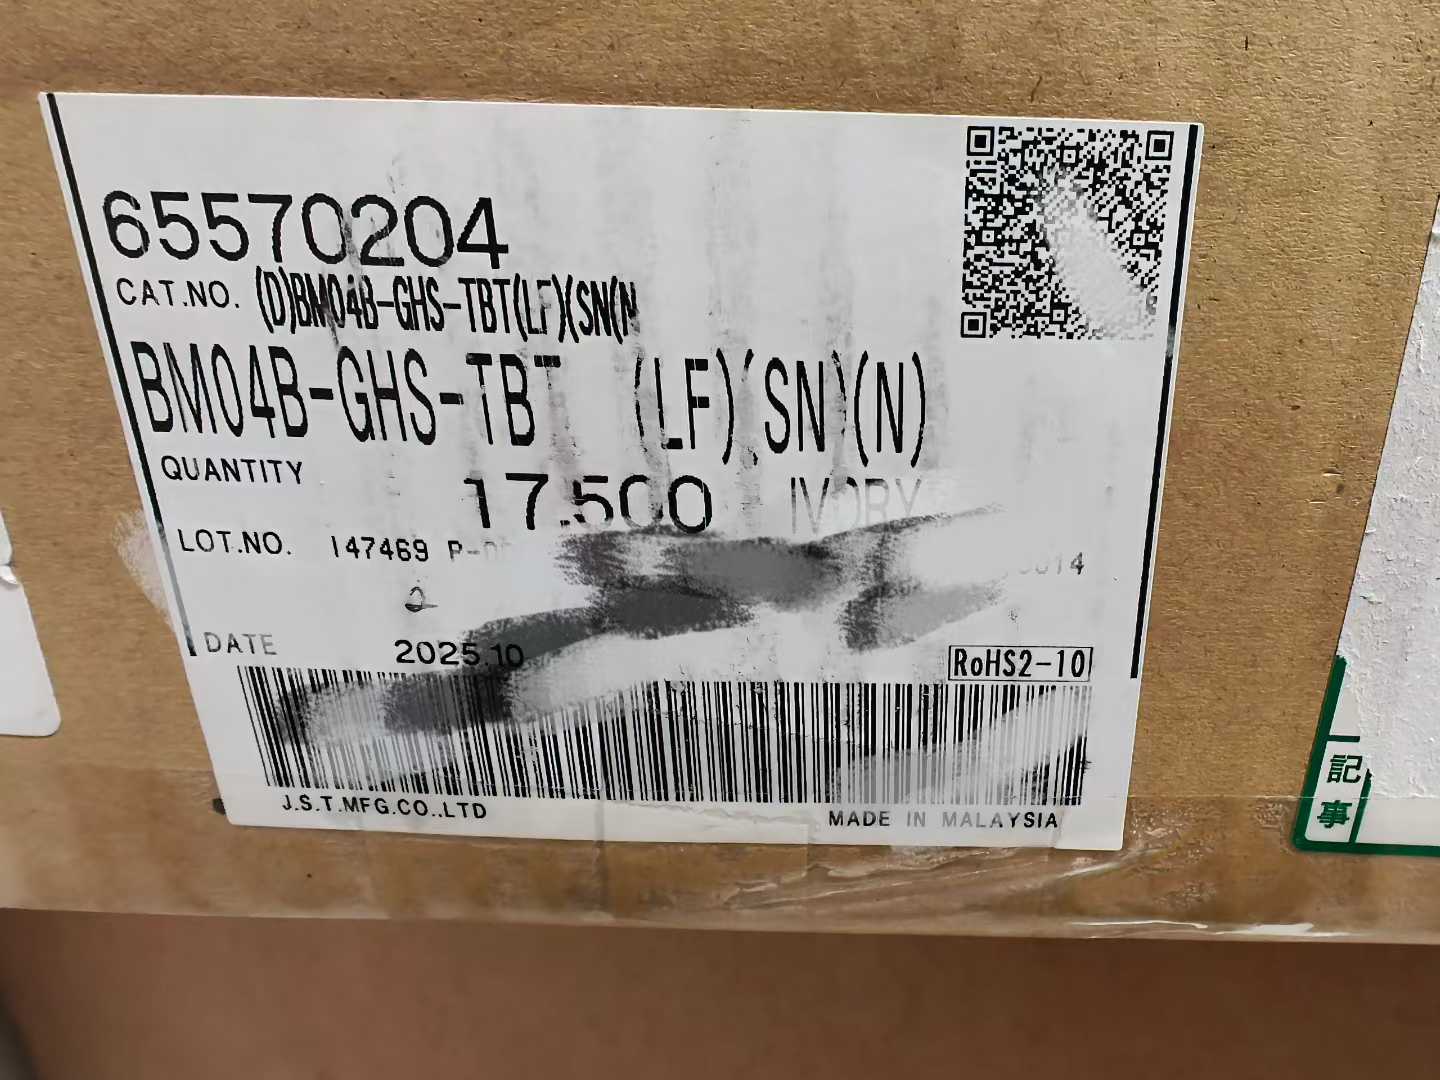 65570204
CAT.NO. (D)BM04B-GHS-TBT(LF)(SN(N
BM04B-GHS-TBT (LF)(SN)(N)
QUANTITY 17.500 IVORY
LOT.NO. 147469
2
DATE 2025.10
RoHS2-10
J.S.T.MFG.CO.,LTD MADE IN MALAYSIA
記事